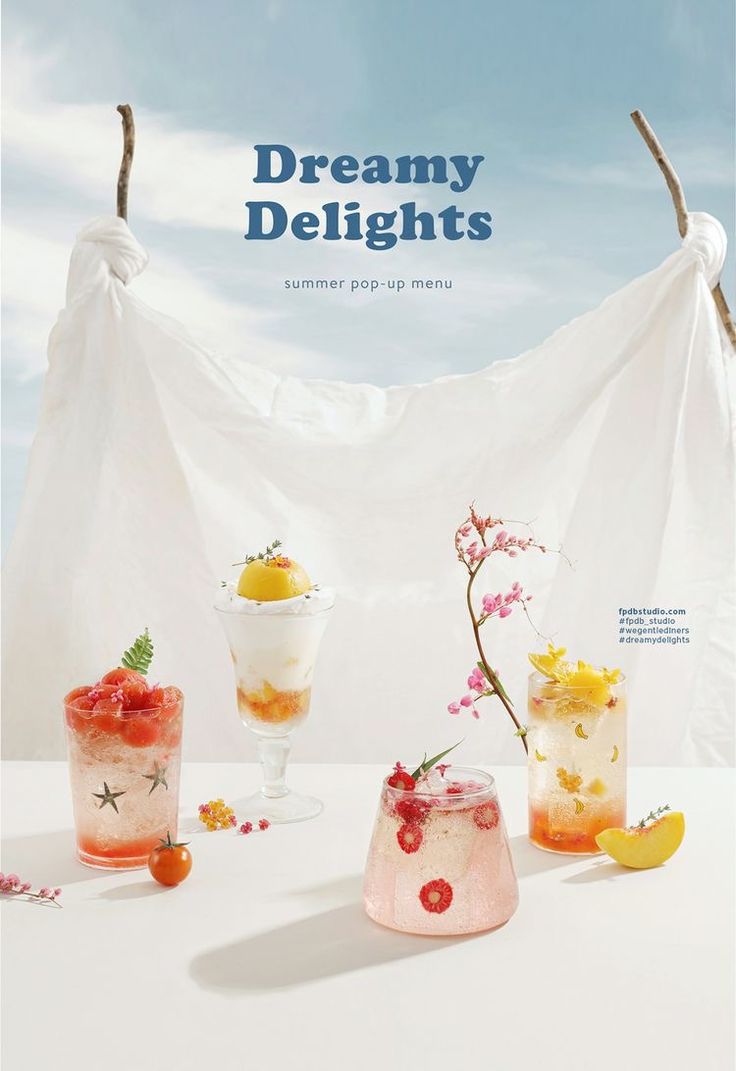 Dreamy
Delights
summer pop-up menu
fpdbstudio.com
#fpdb_studio
#wegentlediners
#dreamydelights